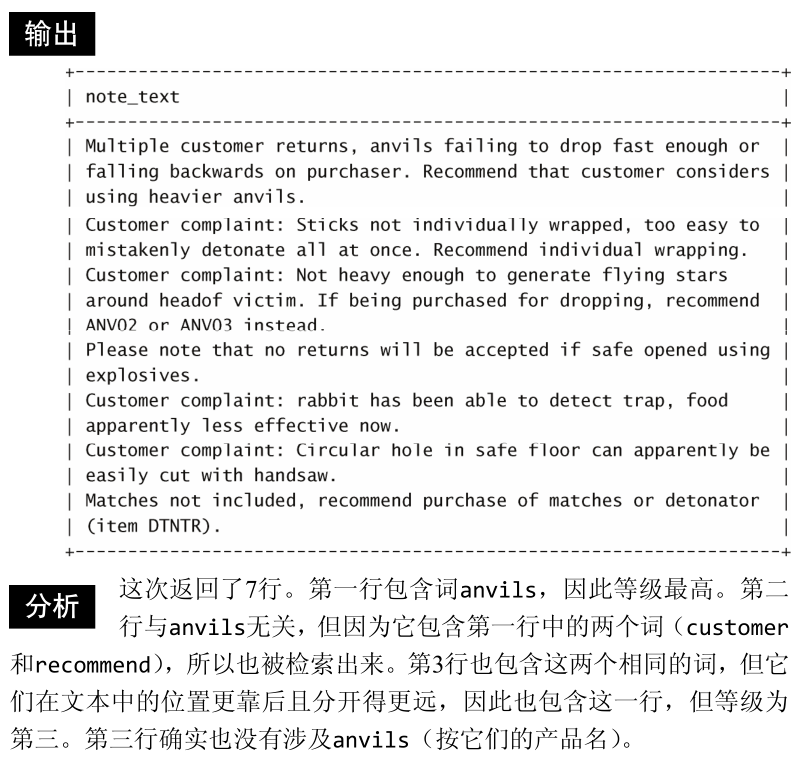 输出
+-------------------------------------------------------------------+
| note_text |
+-------------------------------------------------------------------+
| Multiple customer returns, anvils failing to drop fast enough or |
| falling backwards on purchaser. Recommend that customer considers |
| using heavier anvils. |
| Customer complaint: Sticks not individually wrapped, too easy to |
| mistakenly detonate all at once. Recommend individual wrapping. |
| Customer complaint: Not heavy enough to generate flying stars |
| around headof victim. If being purchased for dropping, recommend |
| ANV02 or ANV03 instead. |
| Please note that no returns will be accepted if safe opened using |
| explosives. |
| Customer complaint: rabbit has been able to detect trap, food |
| apparently less effective now. |
| Customer complaint: Circular hole in safe floor can apparently be |
| easily cut with handsaw. |
| Matches not included, recommend purchase of matches or detonator |
| (item DTNTR). |
+-------------------------------------------------------------------+
分析
这次返回了7行。第一行包含词anvils，因此等级最高。第二
行与anvils无关，但因为它包含第一行中的两个词（customer
和recommend），所以也被检索出来。第3行也包含这两个相同的词，但它
们在文本中的位置更靠后且分开得更远，因此也包含这一行，但等级为
第三。第三行确实也没有涉及anvils（按它们的产品名）。